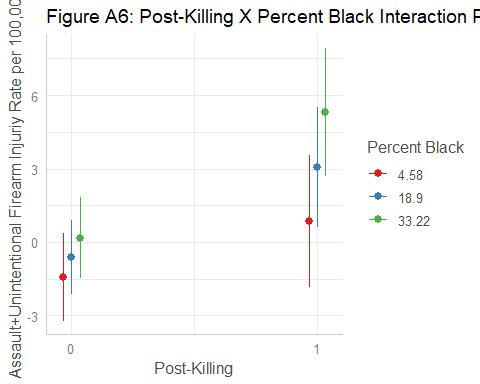 Figure A6: Post-Killing X Percent Black Interaction
Assault+Unintentional Firearm Injuriy Rate per 100,00
6
3
0
-3
0
1
Post-Killing
Percent Black
4.58
18.9
33.22